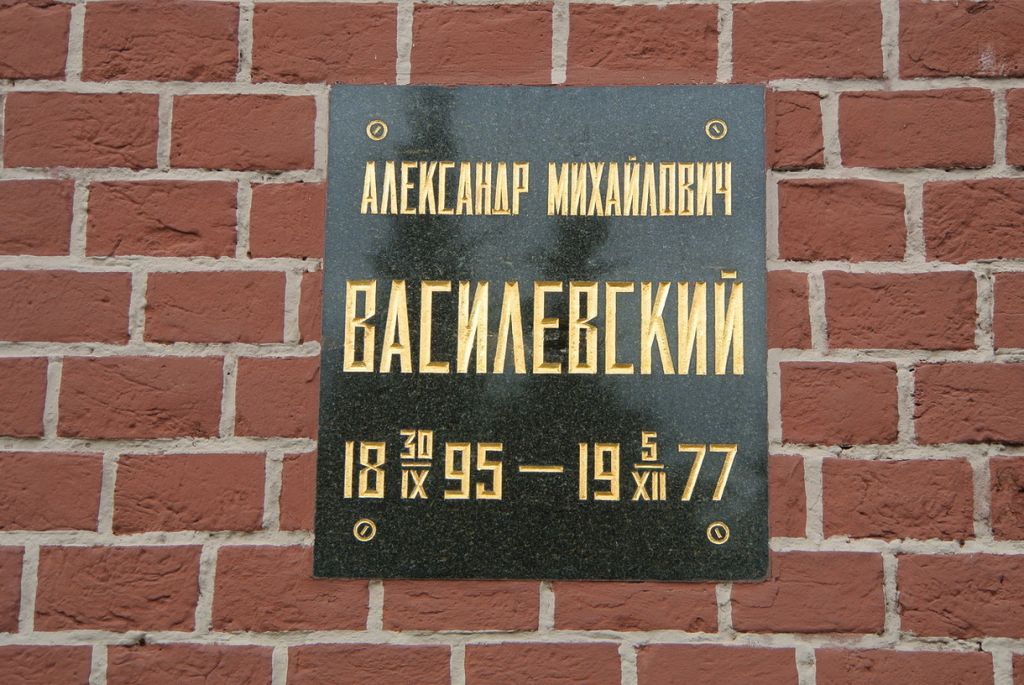 АЛЕКСАНДР МИХАЙЛОВИЧ
ВАСИЛЕВСКИЙ
18 30/IX 95 — 19 5/XII 77